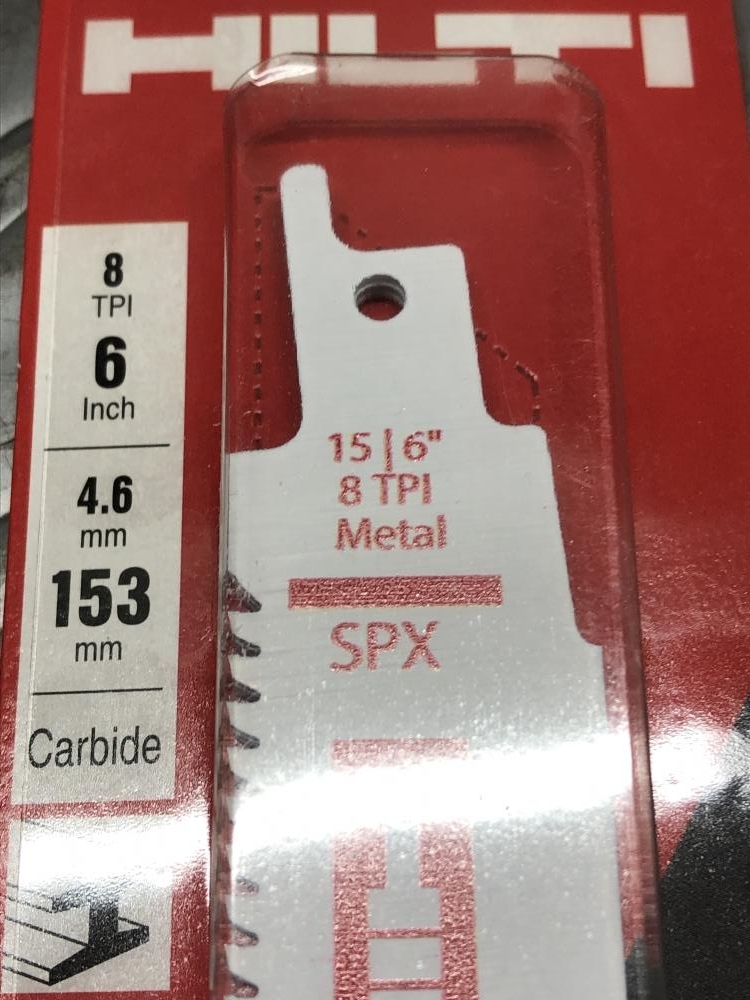 HILTI
8
TPI
6
Inch
4.6
mm
153
mm
Carbide
15 | 6"
8 TPI
Metal
SPX